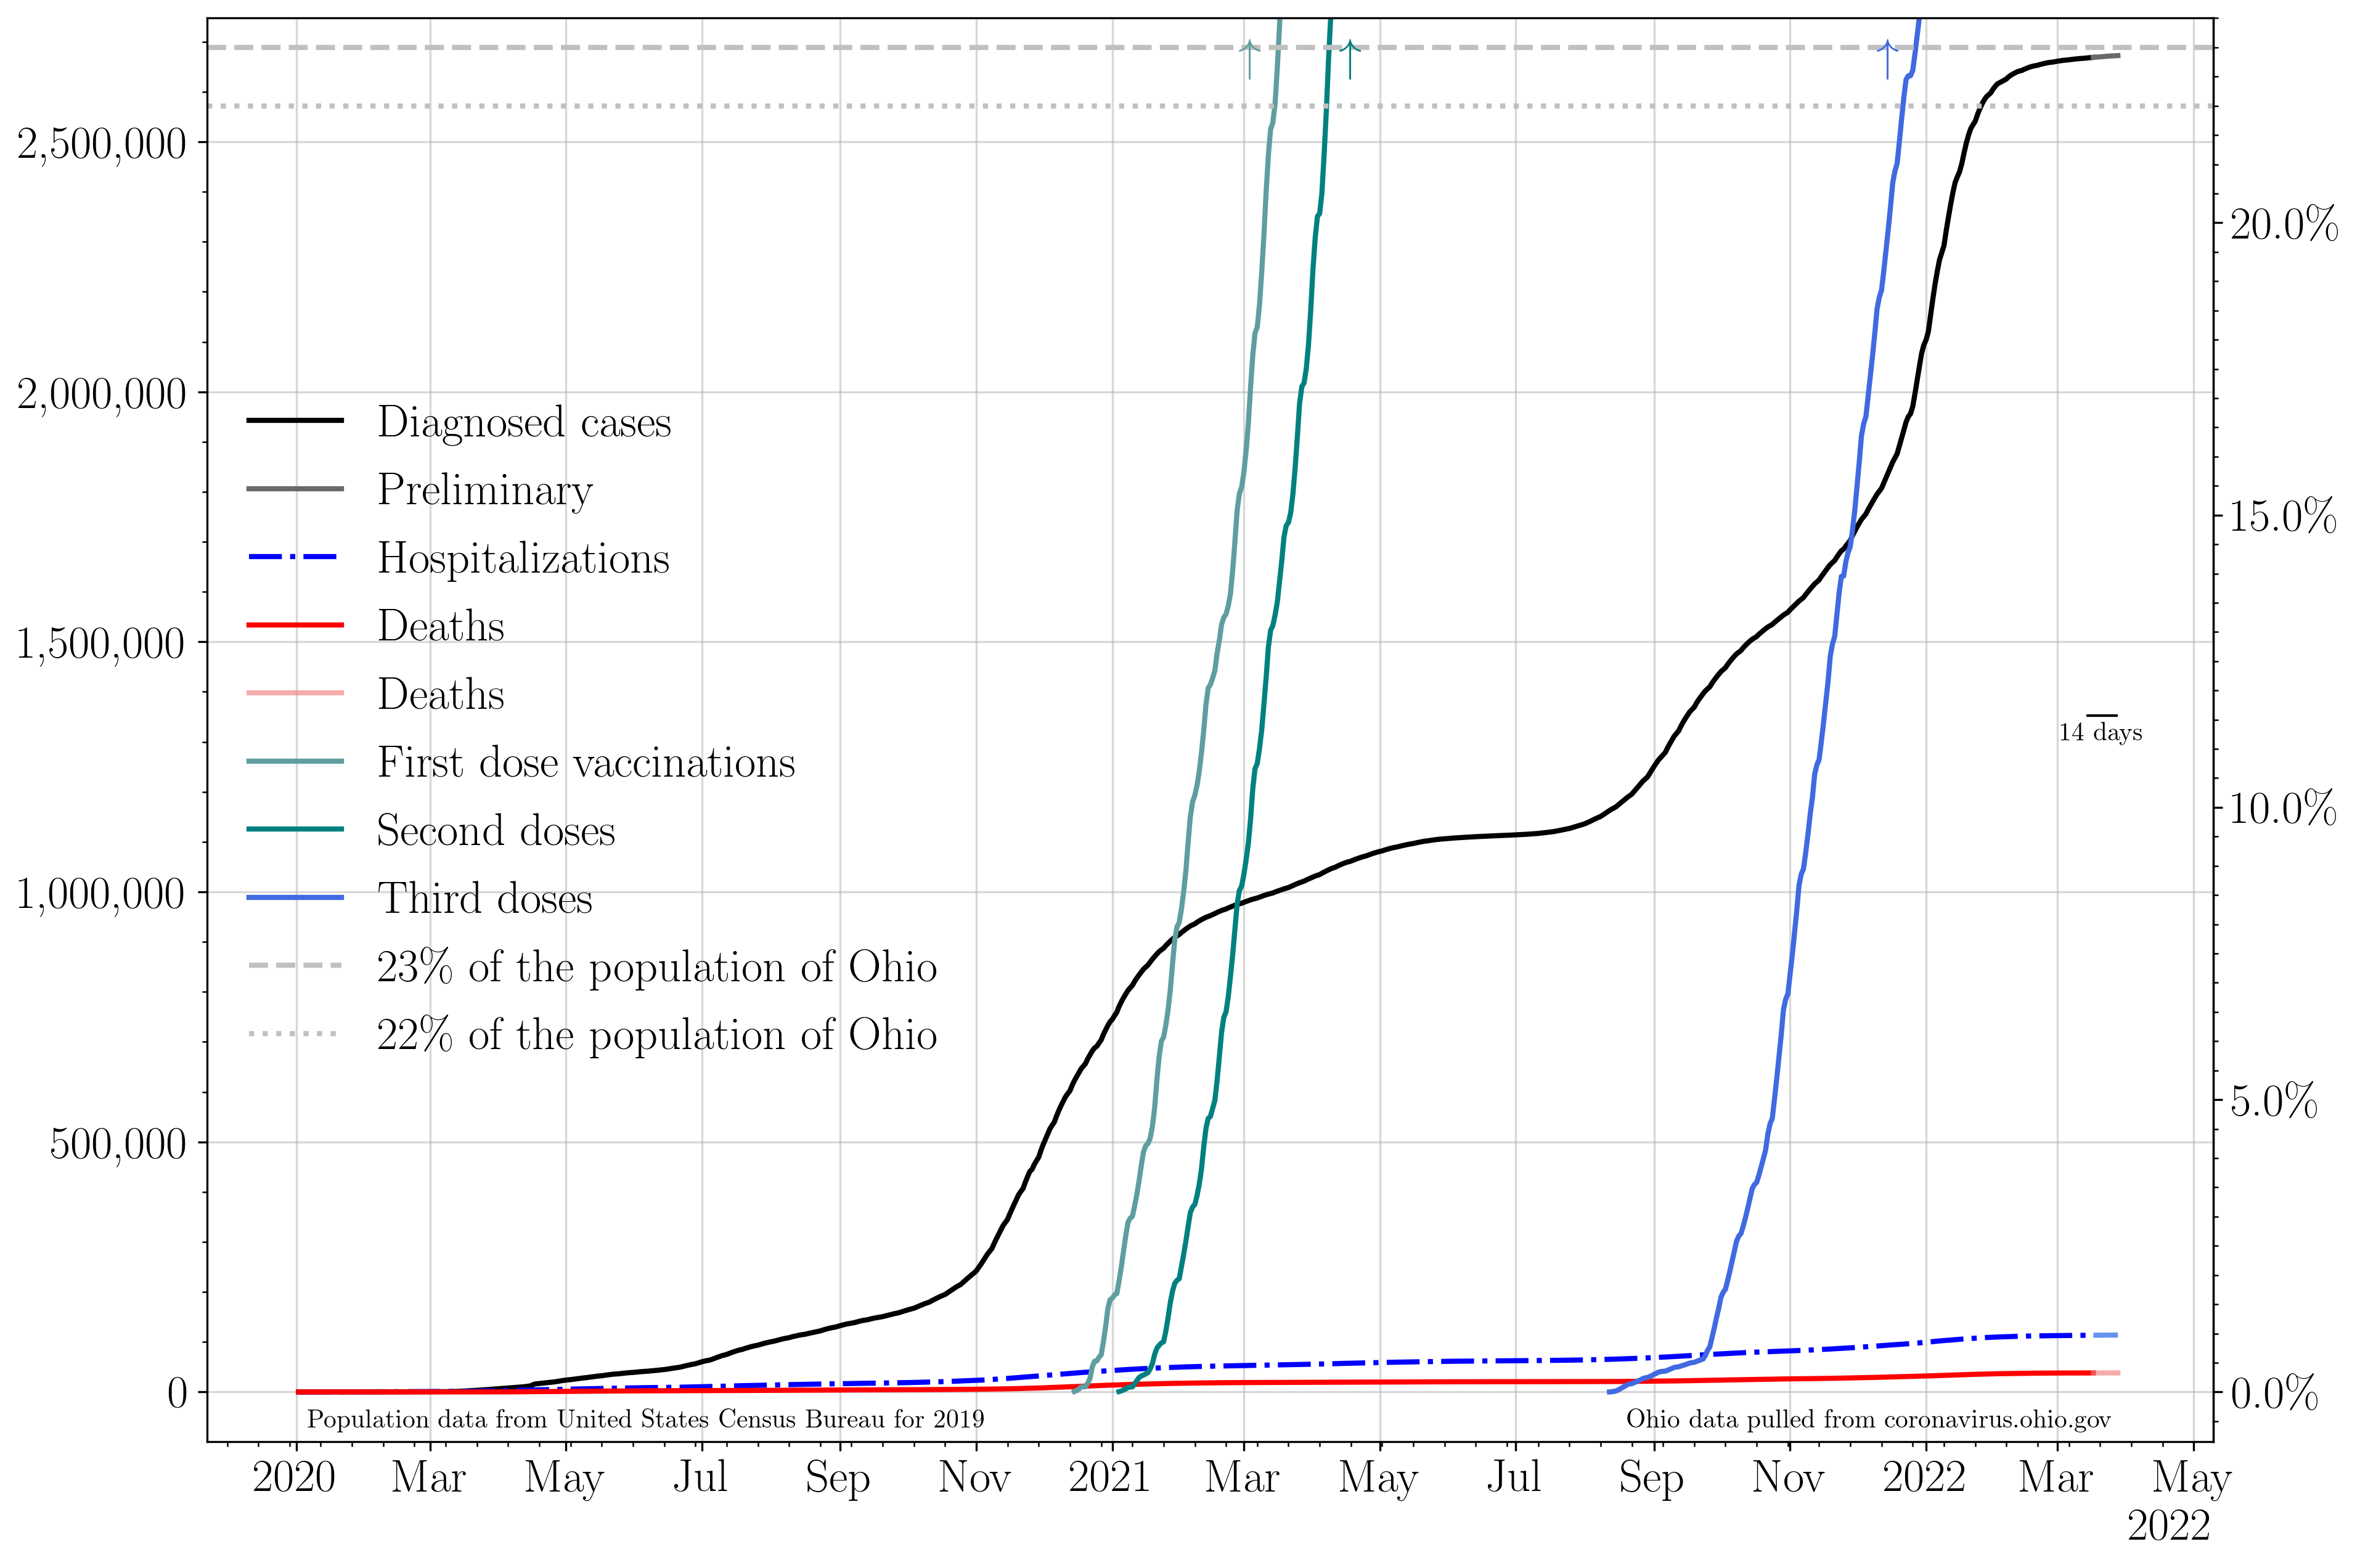 2,500,000
2,000,000
1,500,000
1,000,000
500,000
0
20.0%
15.0%
10.0%
5.0%
0.0%
Diagnosed cases
Preliminary
Hospitalizations
Deaths
Deaths
First dose vaccinations
Second doses
Third doses
23% of the population of Ohio
22% of the population of Ohio
14 days
Population data from United States Census Bureau for 2019
Ohio data pulled from coronavirus.ohio.gov
2020 Mar May Jul Sep Nov 2021 Mar May Jul Sep Nov 2022 Mar May
2022